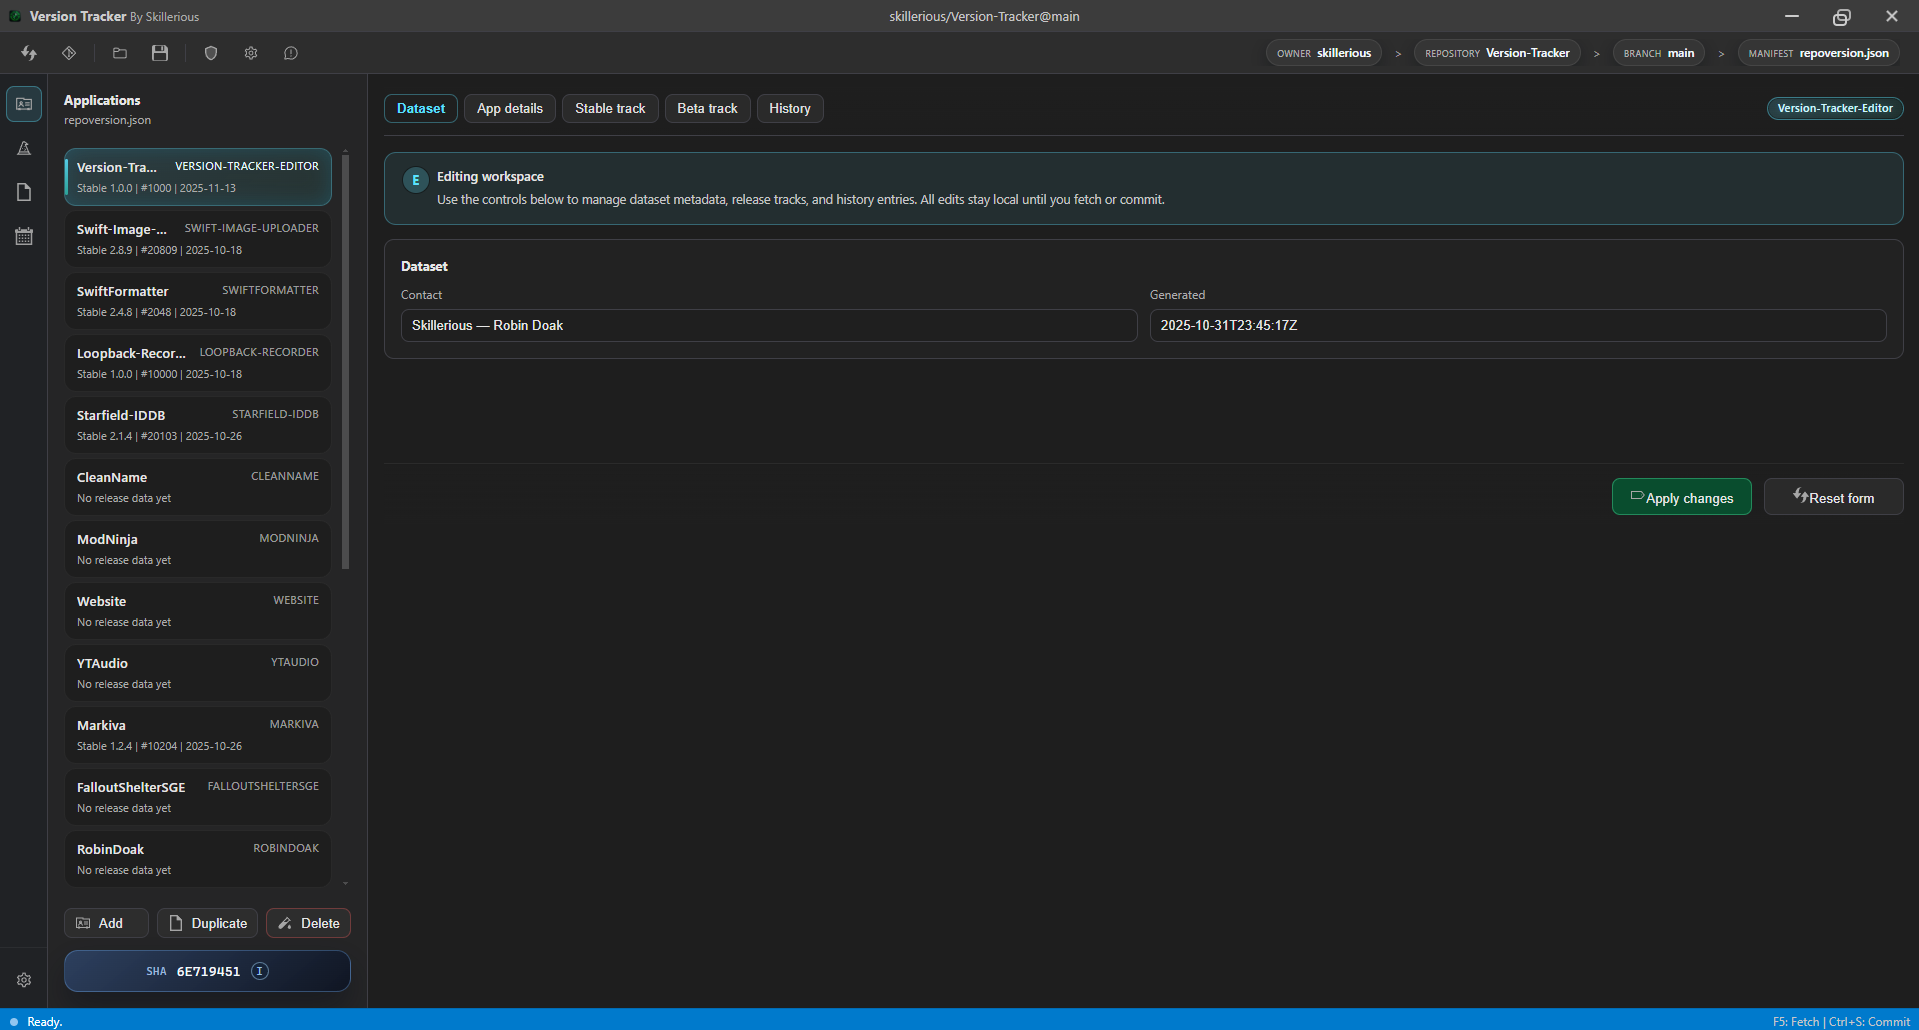 Version Tracker By Skillerious
skillerious/Version-Tracker@main
OWNER skillerious > REPOSITORY Version-Tracker > BRANCH main > MANIFEST repoversion.json
Applications
repoversion.json
Version-Tra... VERSION-TRACKER-EDITOR
Stable 1.0.0 | #1000 | 2025-11-13
Swift-Image-... SWIFT-IMAGE-UPLOADER
Stable 2.8.9 | #20809 | 2025-10-18
SwiftFormatter SWIFTFORMATTER
Stable 2.4.8 | #2048 | 2025-10-18
Loopback-Recor... LOOPBACK-RECORDER
Stable 1.0.0 | #10000 | 2025-10-18
Starfield-IDDB STARFIELD-IDDB
Stable 2.1.4 | #20103 | 2025-10-26
CleanName CLEANNAME
No release data yet
ModNinja MODNINJA
No release data yet
Website WEBSITE
No release data yet
YTAudio YTAUDIO
No release data yet
Markiva MARKIVA
Stable 1.2.4 | #10204 | 2025-10-26
FalloutShelterSGE FALLOUTSHELTERSGE
No release data yet
RobinDoak ROBINDOAK
No release data yet
Add Duplicate Delete
SHA 6E719451 I
Dataset App details Stable track Beta track History
Version-Tracker-Editor
E Editing workspace
Use the controls below to manage dataset metadata, release tracks, and history entries. All edits stay local until you fetch or commit.
Dataset
Contact Generated
Skillerious — Robin Doak 2025-10-31T23:45:17Z
Apply changes Reset form
Ready.
F5: Fetch | Ctrl+S: Commit